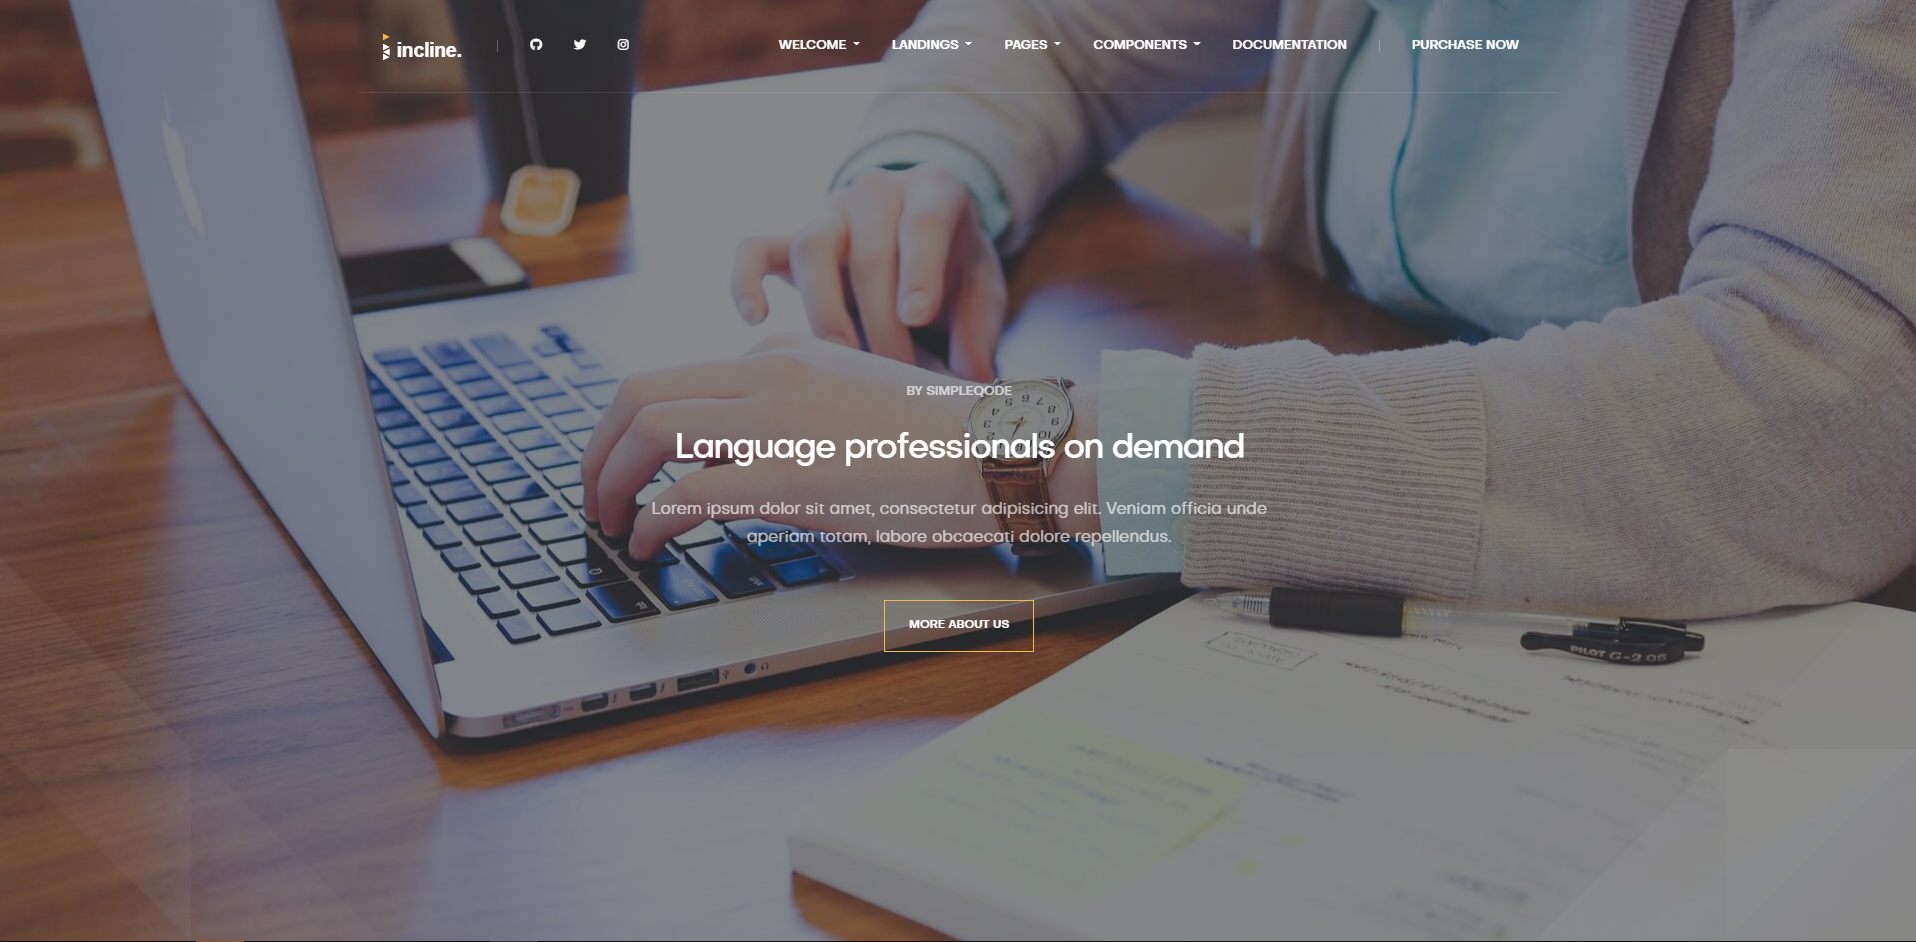 incline.
WELCOME
LANDINGS
PAGES
COMPONENTS
DOCUMENTATION
PURCHASE NOW
BY SIMPLEQODE
Language professionals on demand
Lorem ipsum dolor sit amet, consectetur adipisicing elit. Veniam officia unde
aperiam totam, labore obcaecati dolore repellendus.
MORE ABOUT US
PILOT G-2 05